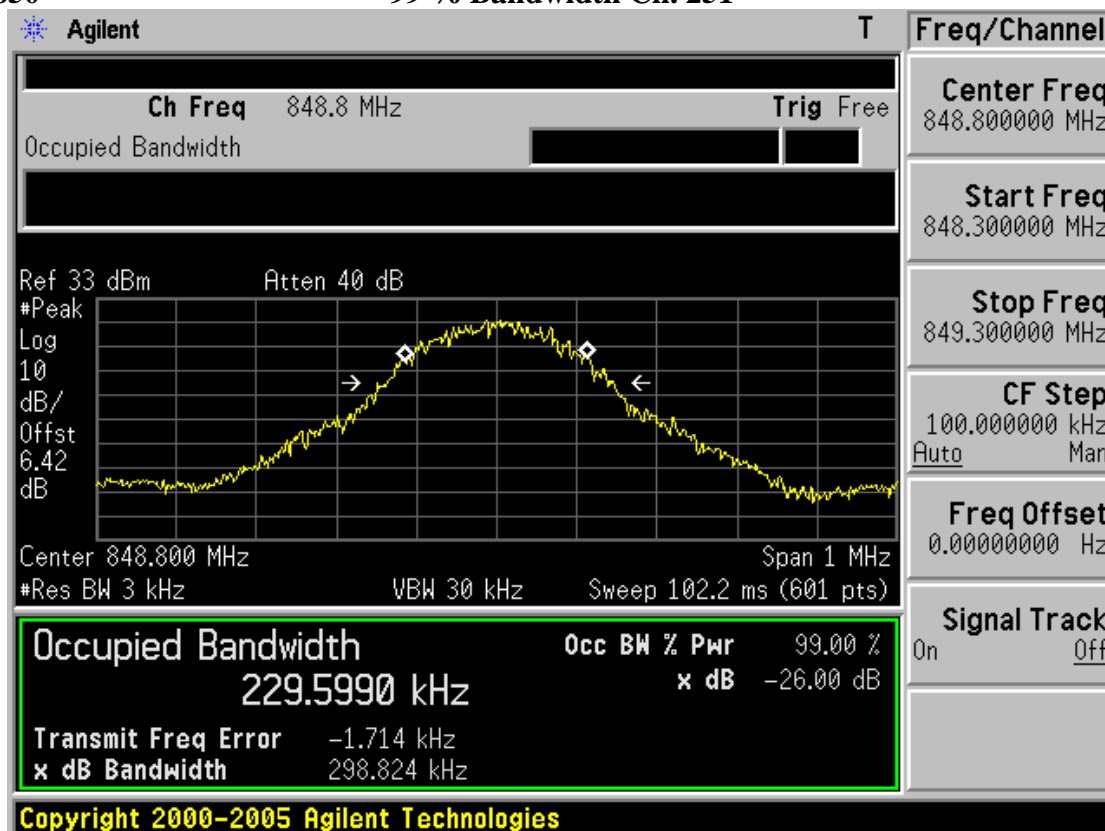 Agilent T Freq/Channel
Ch Freq 848.8 MHz Trig Free
Occupied Bandwidth
Center Freq
848.800000 MHz
Start Freq
848.300000 MHz
Stop Freq
849.300000 MHz
CF Step
100.000000 kHz
Auto Man
Freq Offset
0.00000000 Hz
Signal Track
On Off
Ref 33 dBm Atten 40 dB
#Peak
Log
10
dB/
Offst
6.42
dB
Center 848.800 MHz Span 1 MHz
#Res BW 3 kHz VBW 30 kHz Sweep 102.2 ms (601 pts)
Occupied Bandwidth Occ BW % Pwr 99.00 %
229.5990 kHz x dB -26.00 dB
Transmit Freq Error -1.714 kHz
x dB Bandwidth 298.824 kHz
Copyright 2000-2005 Agilent Technologies